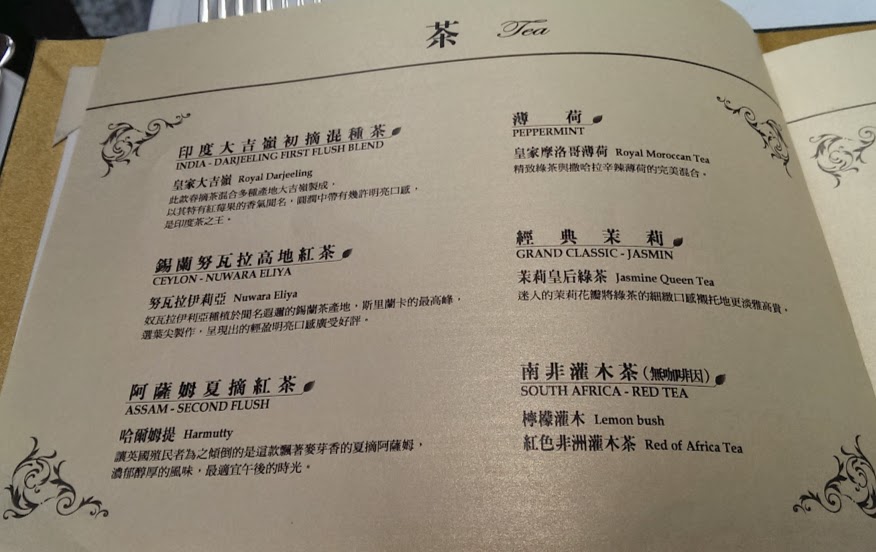 茶 Tea
印度大吉嶺初摘混種茶
INDIA - DARJEELING FIRST FLUSH BLEND
皇家大吉嶺 Royal Darjeeling
此款春摘茶混合多種產地大吉嶺製成，
以其特有紅莓果的香氣聞名，圓潤中帶有幾許明亮口感，
是印度茶之王。
錫蘭努瓦拉高地紅茶
CEYLON - NUWARA ELIYA
努瓦拉伊莉亞 Nuwara Eliya
奴瓦拉伊利亞種植於聞名遐邇的錫蘭茶產地，斯里蘭卡的最高峰，
選葉尖製作，呈現出的輕盈明亮口感廣受好評。
阿薩姆夏摘紅茶
ASSAM - SECOND FLUSH
哈爾姆提 Harmutty
讓英國殖民者為之傾倒的是這款飄著麥芽香的夏摘阿薩姆，
濃郁醇厚的風味，最適宜午後的時光。
薄荷
PEPPERMINT
皇家摩洛哥薄荷 Royal Moroccan Tea
精致綠茶與撒哈拉辛辣薄荷的完美混合。
經典茉莉
GRAND CLASSIC - JASMIN
茉莉皇后綠茶 Jasmine Queen Tea
迷人的茉莉花瓣將綠茶的細緻口感襯托地更淡雅高貴。
南非灌木茶（無咖啡因）
SOUTH AFRICA - RED TEA
檸檬灌木 Lemon bush
紅色非洲灌木茶 Red of Africa Tea